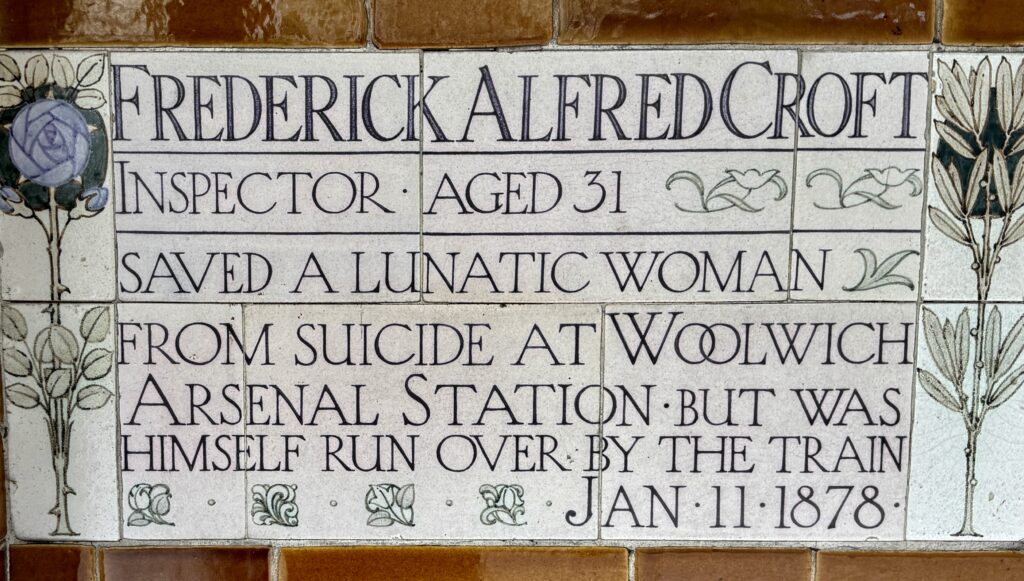 FREDERICK ALFRED CROFT
INSPECTOR · AGED 31
SAVED A LUNATIC WOMAN
FROM SUICIDE AT WOOLWICH
ARSENAL STATION · BUT WAS
HIMSELF RUN OVER BY THE TRAIN
JAN · 11 · 1878 ·